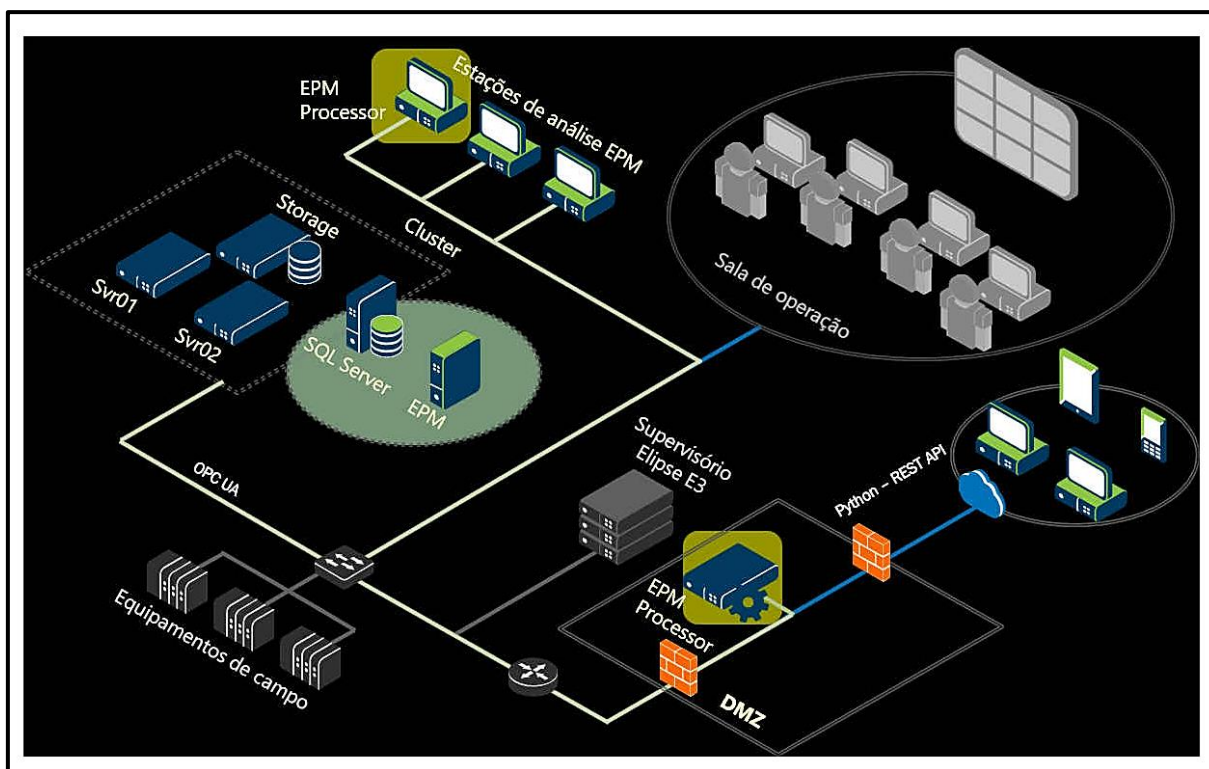 EPM
Processor
Estações de análise EPM
Storage
Cluster
Svr01
Svr02
SQL Server
EPM
Sala de operação
OPC UA
Supervisório
Elipse E3
Python – REST API
Equipamentos de campo
EPM
Processor
DMZ